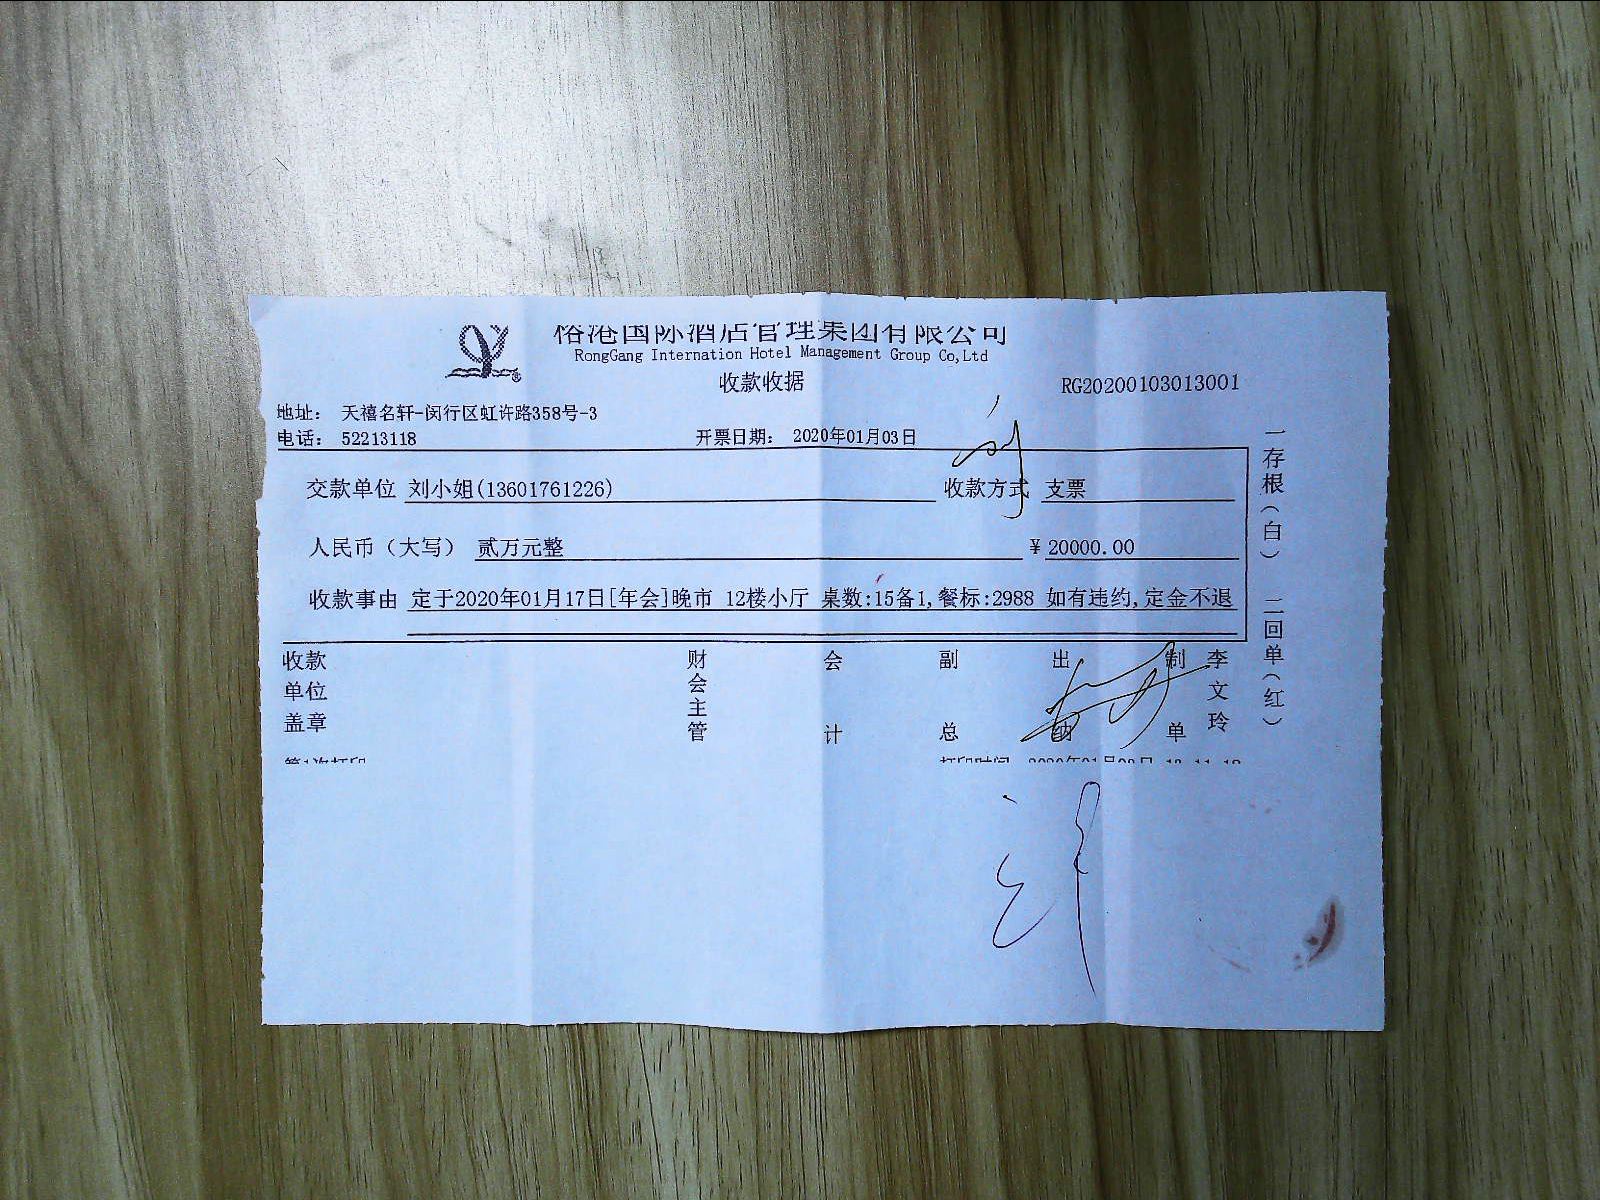 国际酒店管理集团有限公司
RongGang Internation Hotel Management Group Co,Ltd
收款收据
RG20200103013001
地址： 天禧名轩-闵行区虹许路358号-3
电话： 52213118 开票日期： 2020年01月03日
交款单位 刘小姐(13601761226) 收款方式 支票
人民币（大写） 贰万元整 ¥ 20000.00
收款事由 定于2020年01月17日[年会]晚市 12楼小厅 桌数:15备1,餐标:2988 如有违约,定金不退
收款单位盖章 财会主管 会计 副总 出纳 制单 李文玲
一存根（白） 二回单（红）